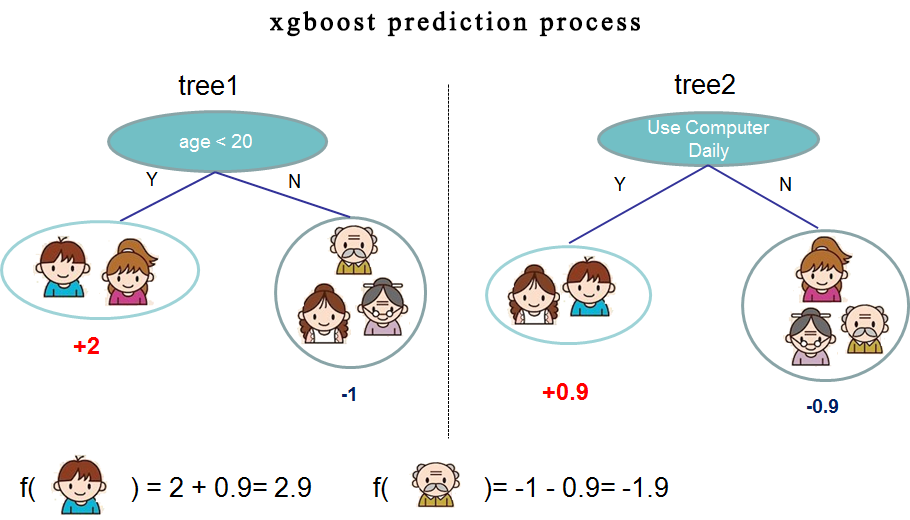 xgboost prediction process
tree1
tree2
age < 20
Use Computer
Daily
Y
N
Y
N
+2
-1
+0.9
-0.9
f( ) = 2 + 0.9= 2.9
f( )= -1 - 0.9= -1.9